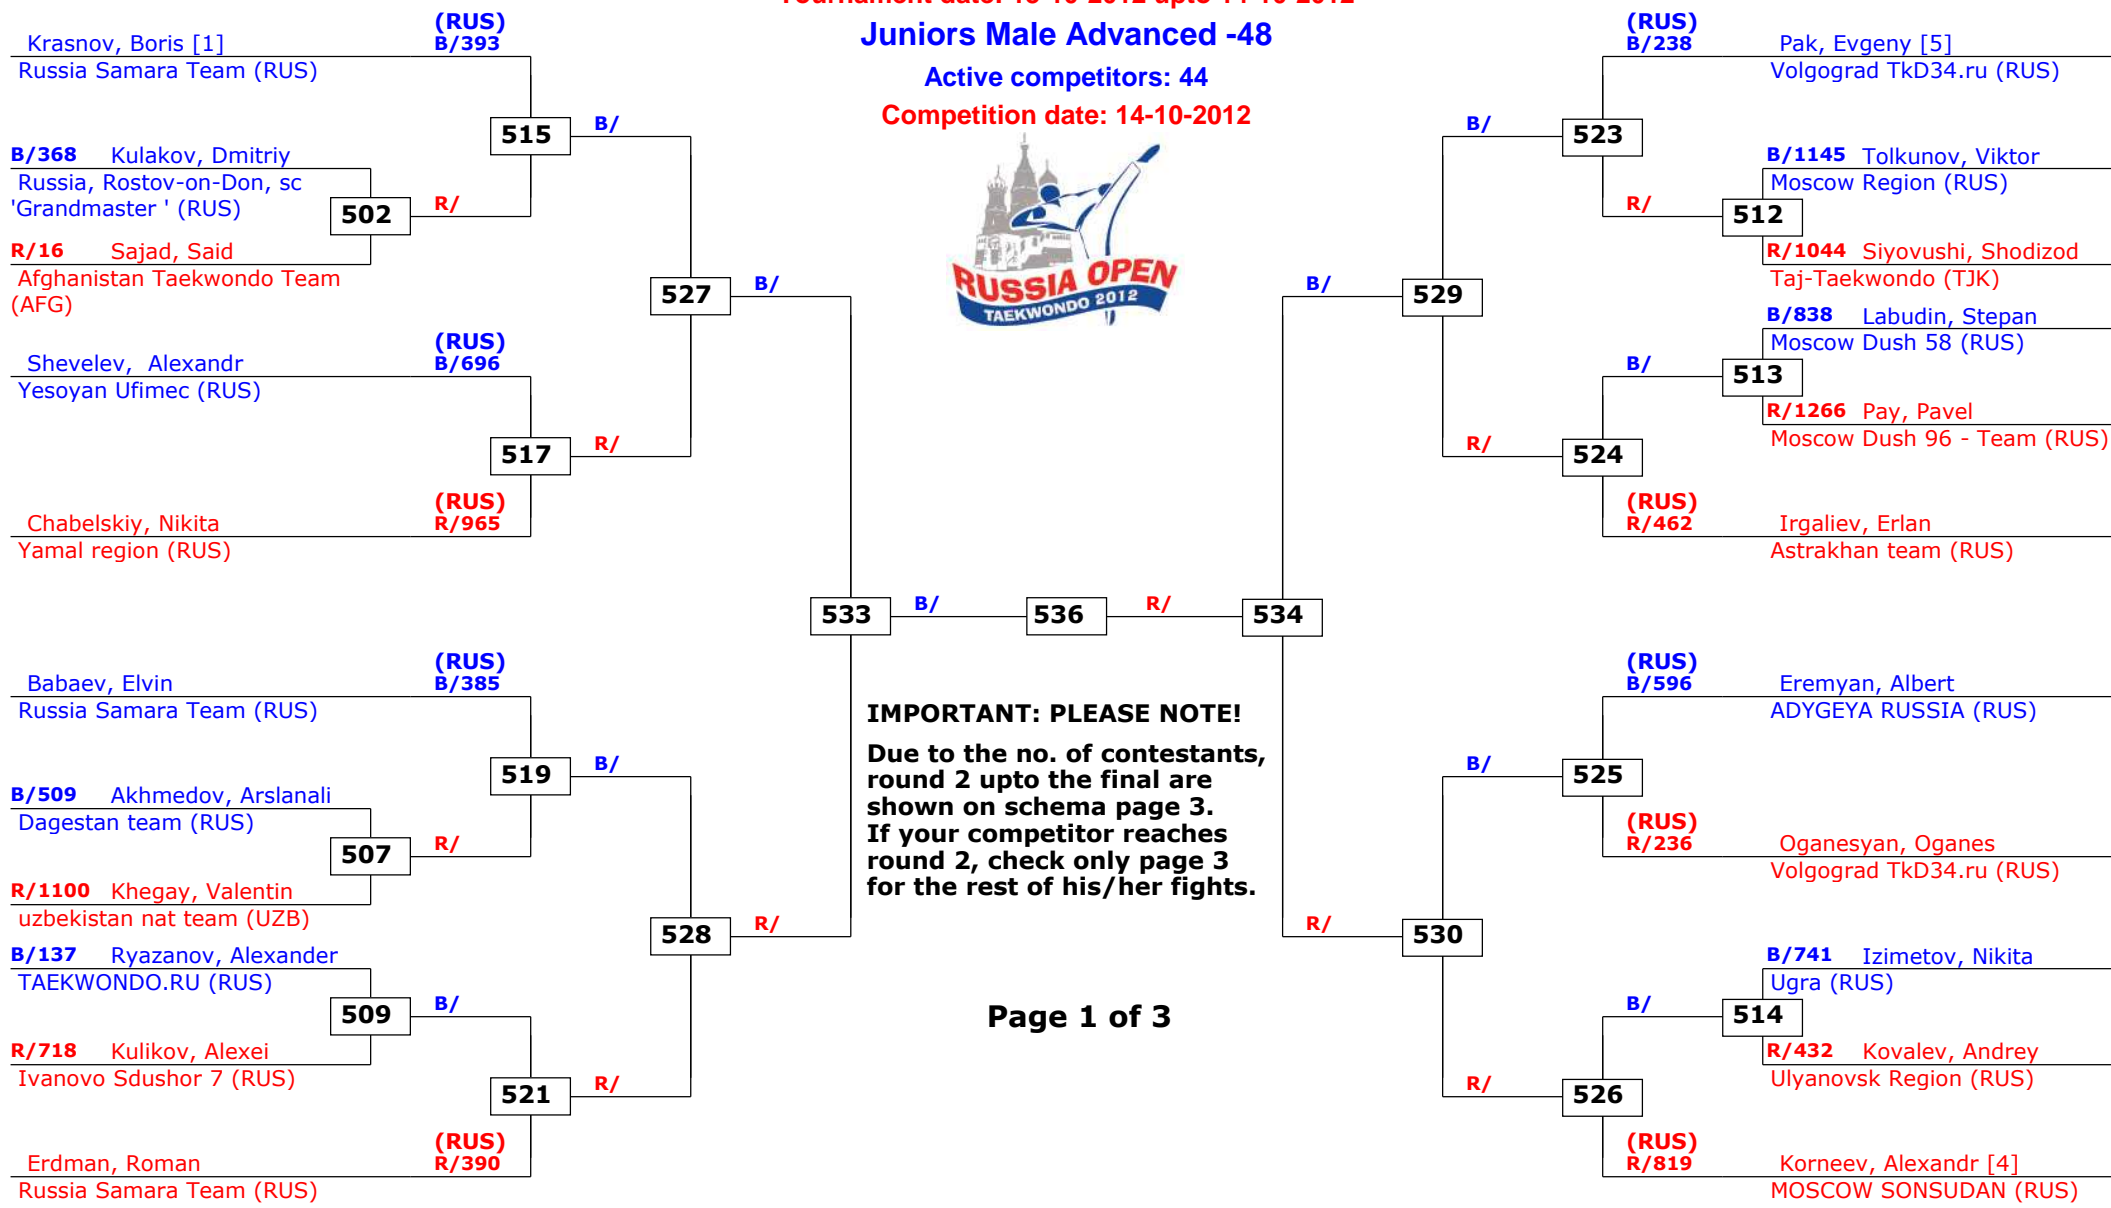 Tournament date: 13-10-2012 upto 14-10-2012
Juniors Male Advanced -48
Active competitors: 44
Competition date: 14-10-2012
RUSSIA OPEN
TAEKWONDO 2012
(RUS)
Krasnov, Boris [1] B/393
Russia Samara Team (RUS)
515 B/
B/368 Kulakov, Dmitriy
Russia, Rostov-on-Don, sc
'Grandmaster ' (RUS)
502 R/
R/16 Sajad, Said
Afghanistan Taekwondo Team
(AFG)
527 B/
(RUS)
Shevelev, Alexandr B/696
Yesoyan Ufimec (RUS)
517 R/
(RUS)
Chabelskiy, Nikita R/965
Yamal region (RUS)
533 B/ 536 R/ 534
(RUS)
Babaev, Elvin B/385
Russia Samara Team (RUS)
519 B/
B/509 Akhmedov, Arslanali
Dagestan team (RUS)
507 R/
R/1100 Khegay, Valentin
uzbekistan nat team (UZB)
528 R/
B/137 Ryazanov, Alexander
TAEKWONDO.RU (RUS)
509 B/
R/718 Kulikov, Alexei
Ivanovo Sdushor 7 (RUS)
521 R/
(RUS)
Erdman, Roman R/390
Russia Samara Team (RUS)
IMPORTANT: PLEASE NOTE!
Due to the no. of contestants,
round 2 upto the final are
shown on schema page 3.
If your competitor reaches
round 2, check only page 3
for the rest of his/her fights.
Page 1 of 3
(RUS)
B/238 Pak, Evgeny [5]
Volgograd TkD34.ru (RUS)
B/ 523
B/1145 Tolkunov, Viktor
Moscow Region (RUS)
R/ 512
R/1044 Siyovushi, Shodizod
Taj-Taekwondo (TJK)
B/ 529
B/838 Labudin, Stepan
Moscow Dush 58 (RUS)
B/ 513
R/1266 Pay, Pavel
Moscow Dush 96 - Team (RUS)
R/ 524
(RUS)
R/462 Irgaliev, Erlan
Astrakhan team (RUS)
(RUS)
B/596 Eremyan, Albert
ADYGEYA RUSSIA (RUS)
B/ 525
(RUS)
R/236 Oganesyan, Oganes
Volgograd TkD34.ru (RUS)
R/ 530
B/741 Izimetov, Nikita
Ugra (RUS)
B/ 514
R/432 Kovalev, Andrey
Ulyanovsk Region (RUS)
R/ 526
(RUS)
R/819 Korneev, Alexandr [4]
MOSCOW SONSUDAN (RUS)